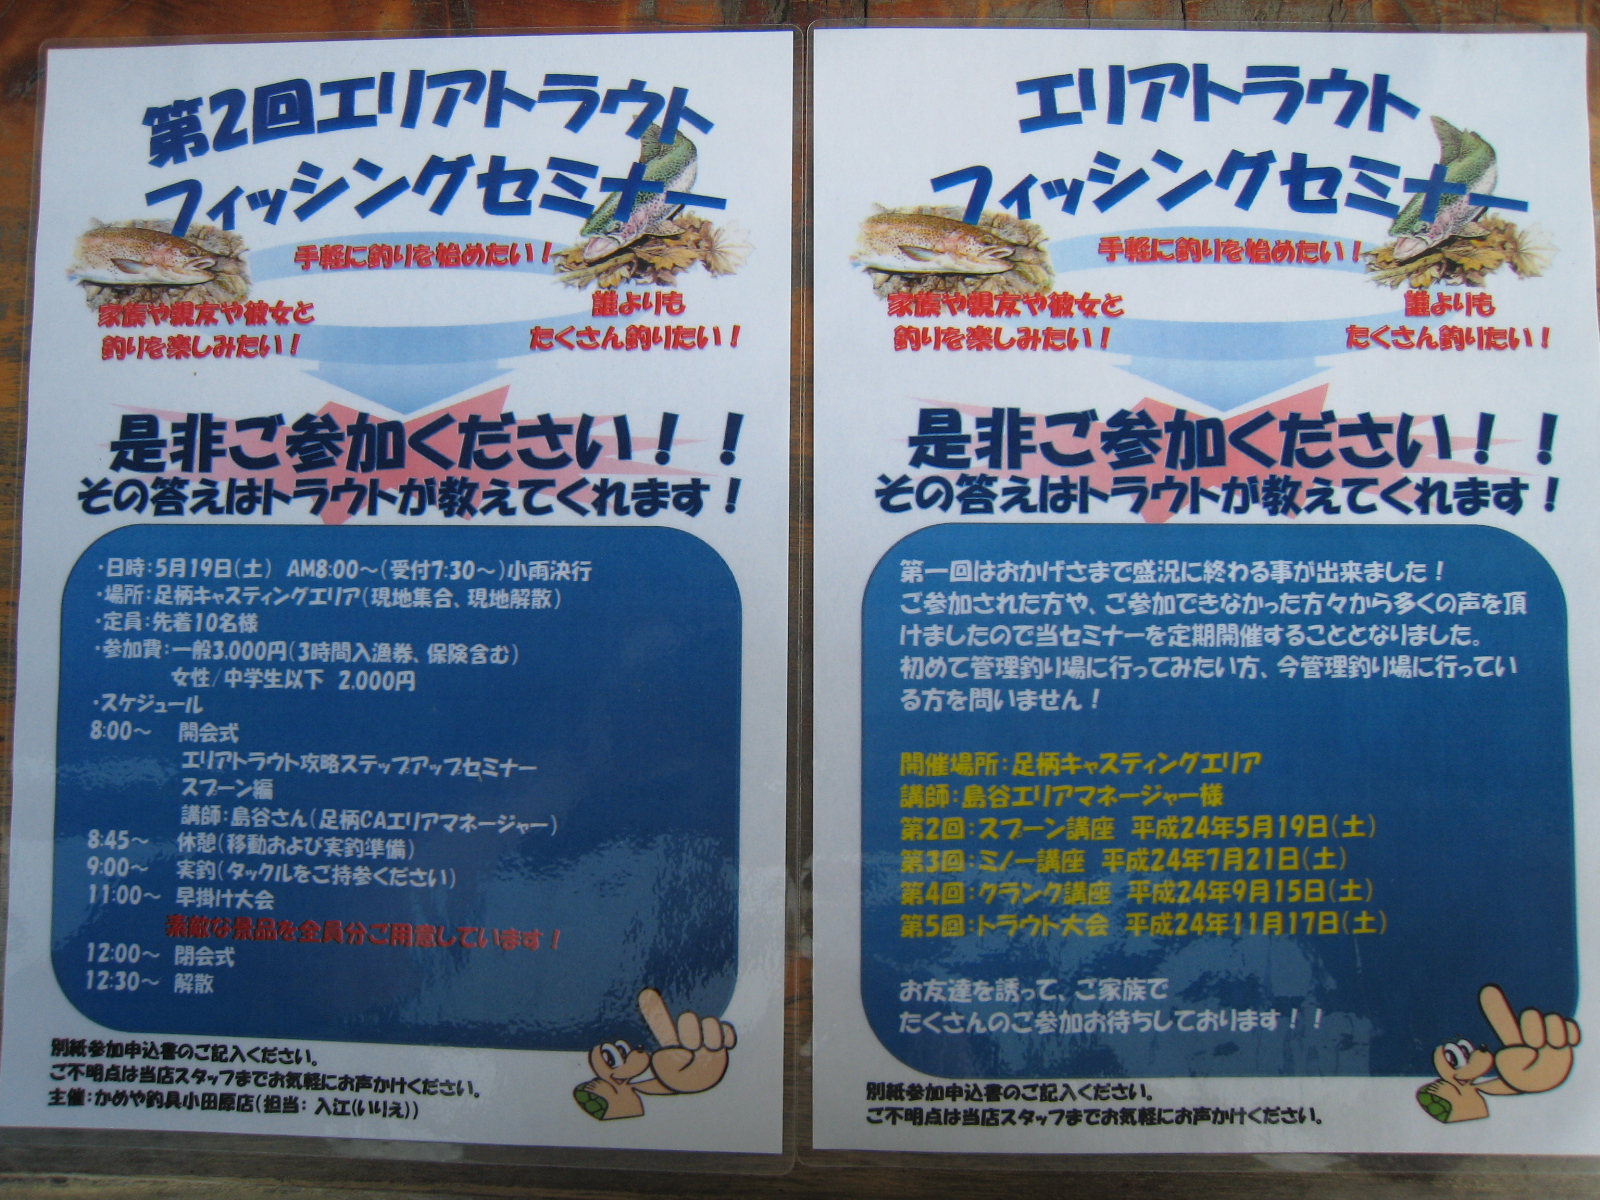 第2回エリアトラウト
フィッシングセミナー
手軽に釣りを始めたい！
家族や親友や彼女と
釣りを楽しみたい！
誰よりも
たくさん釣りたい！
是非ご参加ください！！
その答えはトラウトが教えてくれます！
・日時：5月19日（土）　AM8:00～（受付7:30～）小雨決行
・場所：足柄キャスティングエリア（現地集合、現地解散）
・定員：先着10名様
・参加費：一般3,000円（3時間入漁券、保険含む）
女性／中学生以下　2,000円
・スケジュール
8:00～　開会式
エリアトラウト攻略ステップアップセミナー
スプーン編
講師：島谷さん（足柄CAエリアマネージャー）
8:45～　休憩（移動および実釣準備）
9:00～　実釣（タックルをご持参ください）
11:00～　早掛け大会
素敵な景品を全員分ご用意しています！
12:00～　閉会式
12:30～　解散
別紙参加申込書のご記入ください。
ご不明点は当店スタッフまでお気軽にお声かけください。
主催：かめや釣具小田原店（担当：入江（いりえ））
エリアトラウト
フィッシングセミナー
手軽に釣りを始めたい！
家族や親友や彼女と
釣りを楽しみたい！
誰よりも
たくさん釣りたい！
是非ご参加ください！！
その答えはトラウトが教えてくれます！
第一回はおかげさまで盛況に終わる事が出来ました！
ご参加された方や、ご参加できなかった方々から多くの声を頂
けましたので当セミナーを定期開催することとなりました。
初めて管理釣り場に行ってみたい方、今管理釣り場に行ってい
る方を問いません！
開催場所：足柄キャスティングエリア
講師：島谷エリアマネージャー様
第2回：スプーン講座　平成24年5月19日（土）
第3回：ミノー講座　平成24年7月21日（土）
第4回：クランク講座　平成24年9月15日（土）
第5回：トラウト大会　平成24年11月17日（土）
お友達を誘って、ご家族で
たくさんのご参加お待ちしております！！
別紙参加申込書のご記入ください。
ご不明点は当店スタッフまでお気軽にお声かけください。